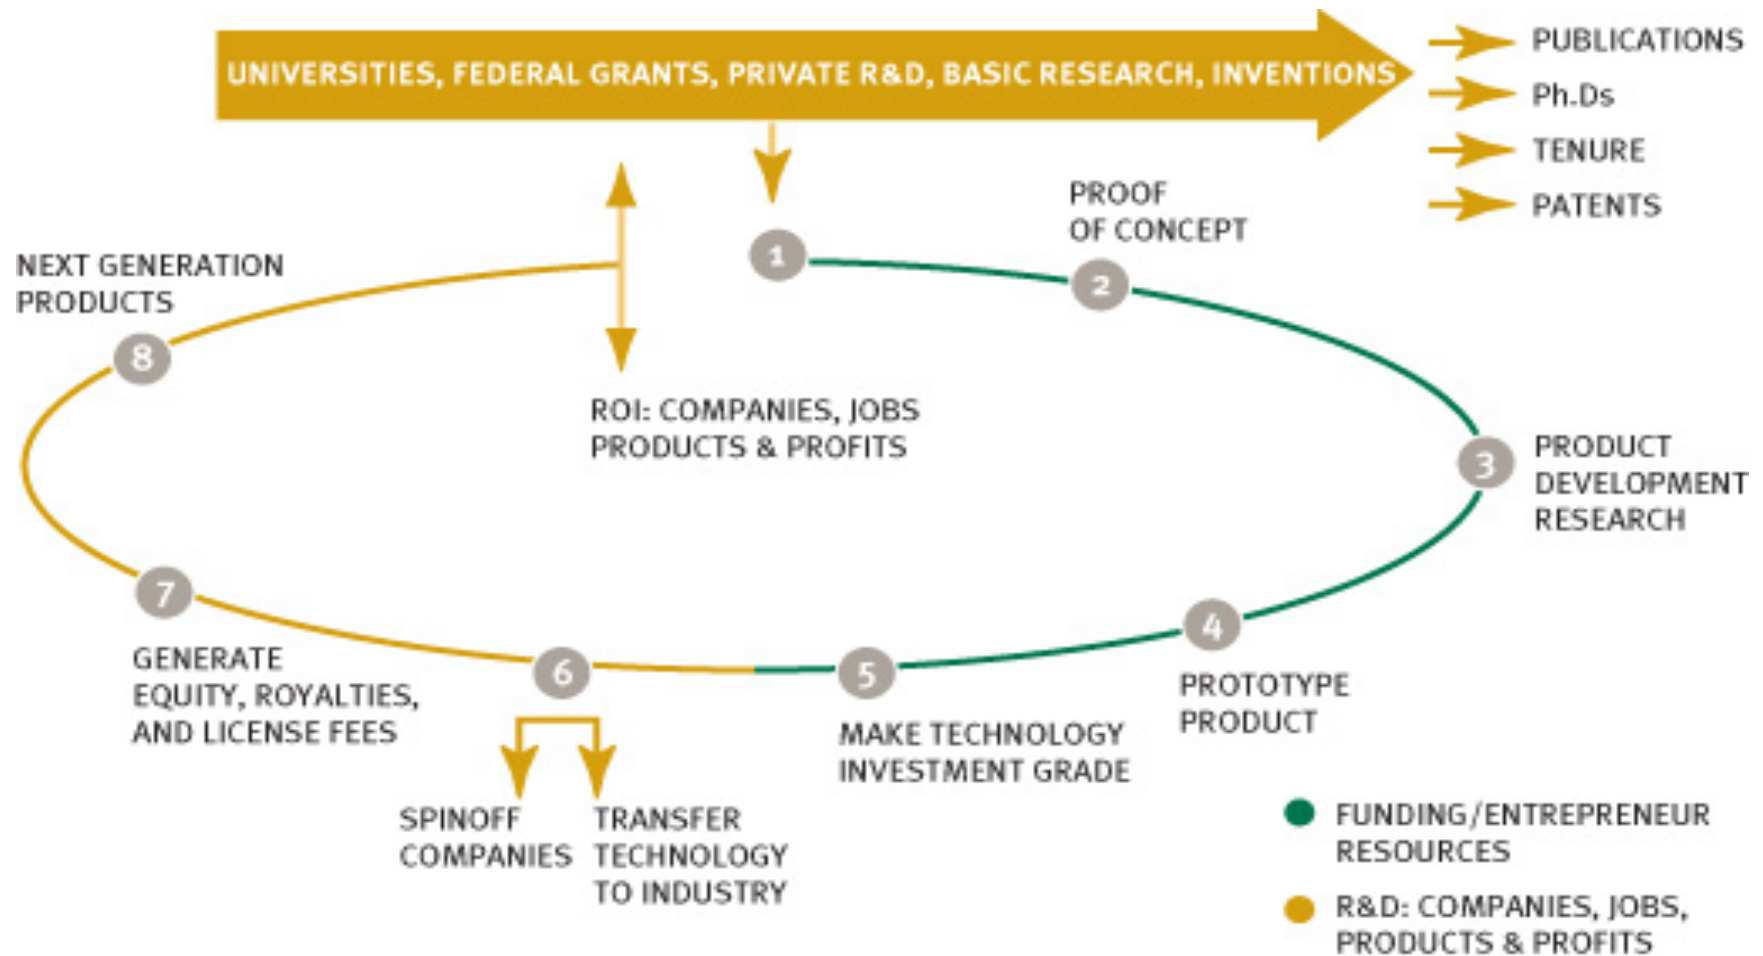 UNIVERSITIES, FEDERAL GRANTS, PRIVATE R&D, BASIC RESEARCH, INVENTIONS
PUBLICATIONS
Ph.Ds
TENURE
PATENTS
1
PROOF
OF CONCEPT
2
3
PRODUCT
DEVELOPMENT
RESEARCH
4
PROTOTYPE
PRODUCT
5
MAKE TECHNOLOGY
INVESTMENT GRADE
6
SPINOFF
COMPANIES
TRANSFER
TECHNOLOGY
TO INDUSTRY
7
GENERATE
EQUITY, ROYALTIES,
AND LICENSE FEES
NEXT GENERATION
PRODUCTS
8
ROI: COMPANIES, JOBS
PRODUCTS & PROFITS
FUNDING/ENTREPRENEUR
RESOURCES
R&D: COMPANIES, JOBS,
PRODUCTS & PROFITS